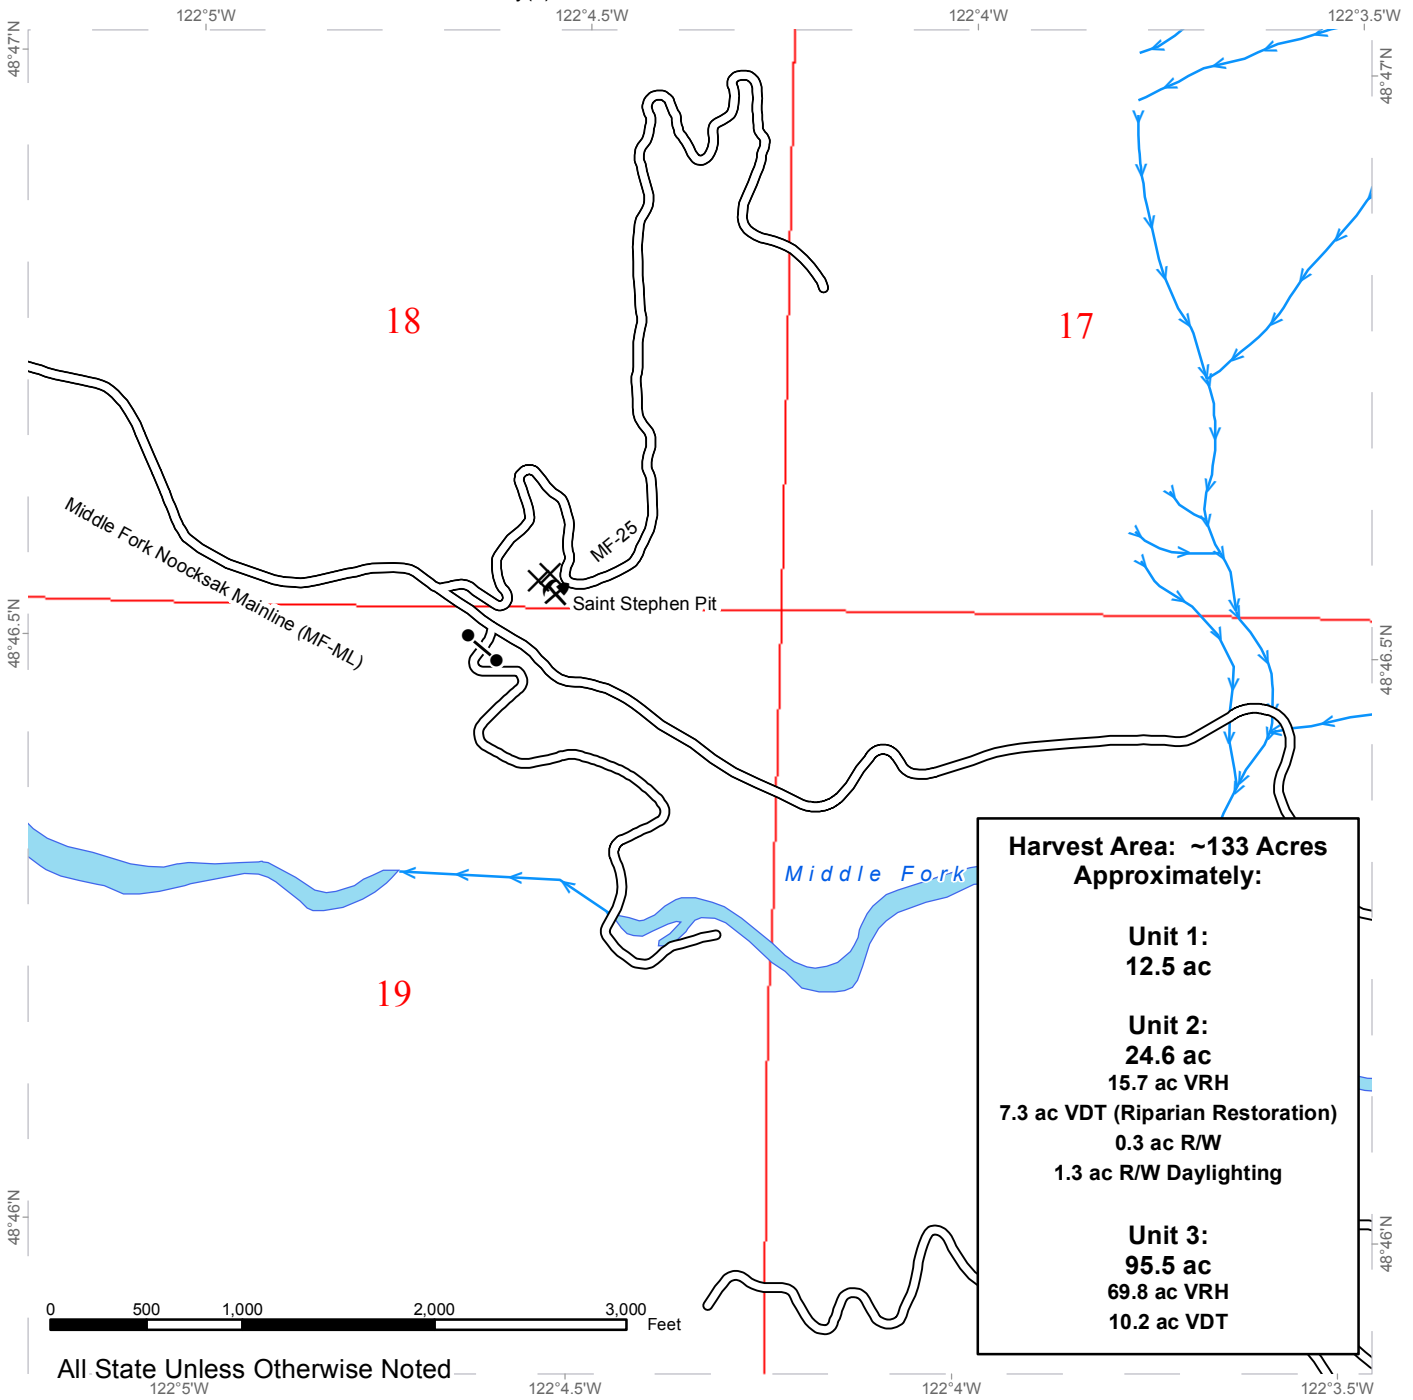 122°5'W
122°4.5'W
122°4'W
122°3.5'W
48°47'N
48°47'N
18
17
Middle Fork Noocksak Mainline (MF-ML)
MF-25
Saint Stephen Pit
48°46.5'N
48°46.5'N
Middle Fork
19
Harvest Area: ~133 Acres
Approximately:
Unit 1:
12.5 ac
Unit 2:
24.6 ac
15.7 ac VRH
7.3 ac VDT (Riparian Restoration)
0.3 ac R/W
1.3 ac R/W Daylighting
Unit 3:
95.5 ac
69.8 ac VRH
10.2 ac VDT
48°46'N
48°46'N
0 500 1,000 2,000 3,000
Feet
All State Unless Otherwise Noted
122°5'W
122°4.5'W
122°4'W
122°3.5'W